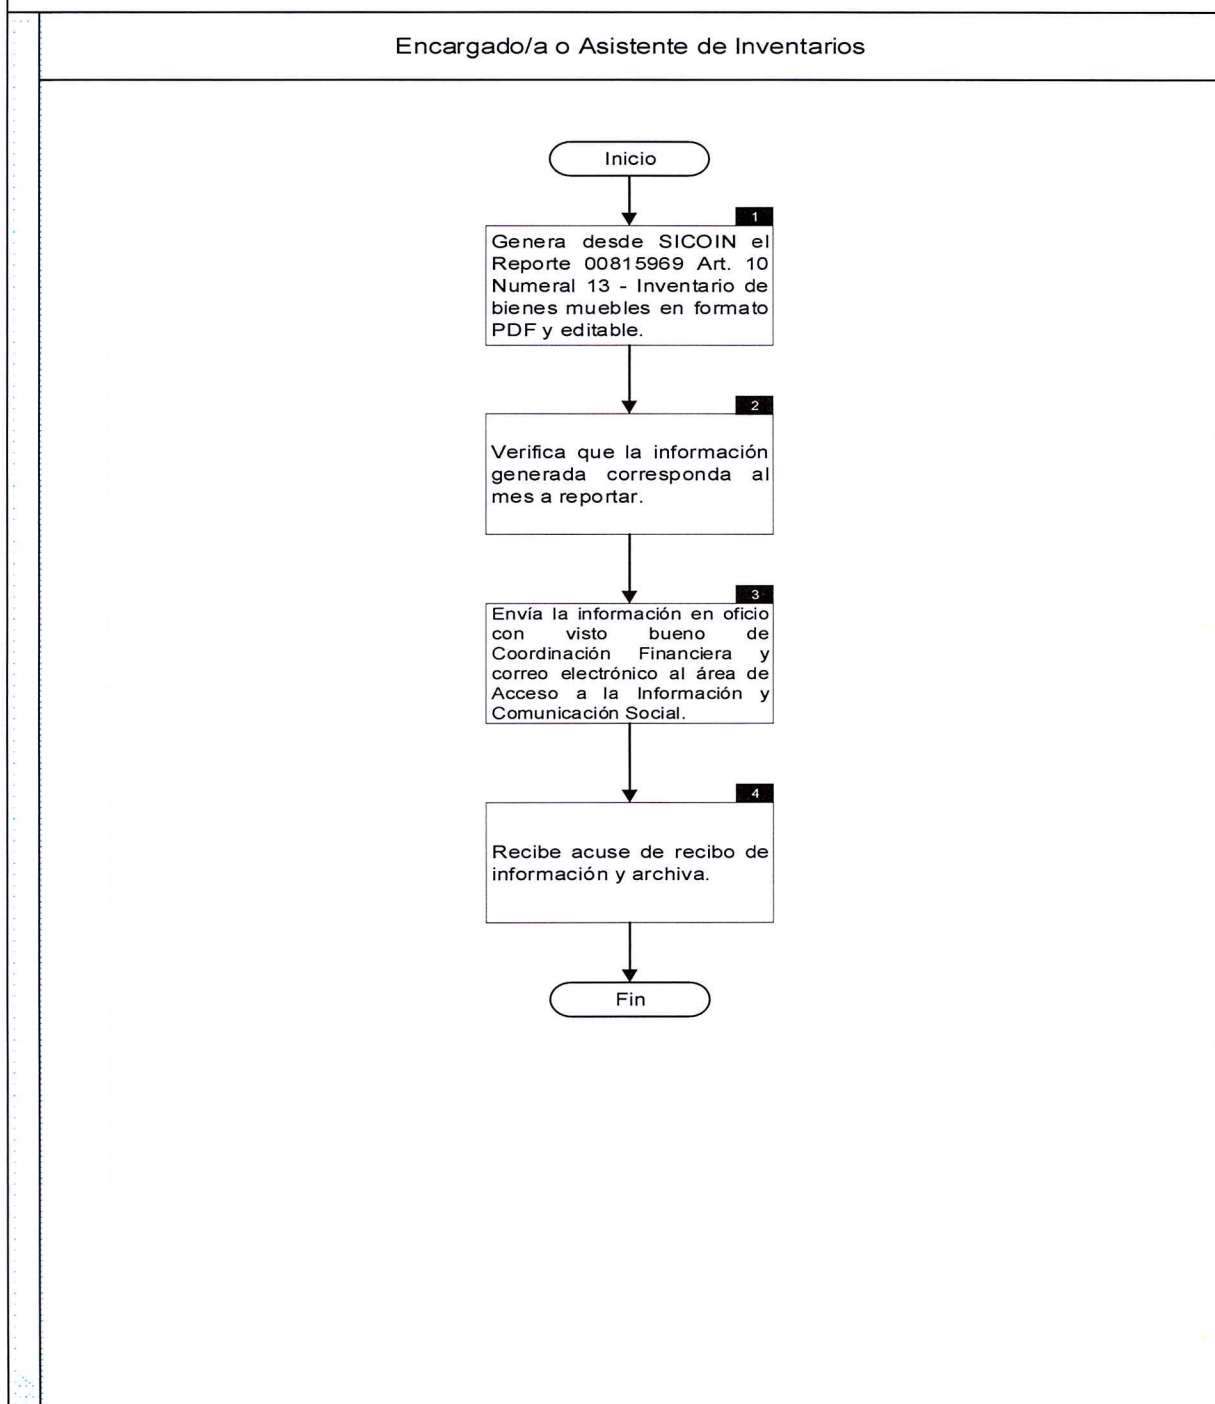 Encargado/a o Asistente de Inventarios
Inicio
1
Genera desde SICOIN el
Reporte 00815969 Art. 10
Numeral 13 - Inventario de
bienes muebles en formato
PDF y editable.
2
Verifica que la información
generada corresponda al
mes a reportar.
3
Envía la información en oficio
con visto bueno de
Coordinación Financiera y
correo electrónico al área de
Acceso a la Información y
Comunicación Social.
4
Recibe acuse de recibo de
información y archiva.
Fin